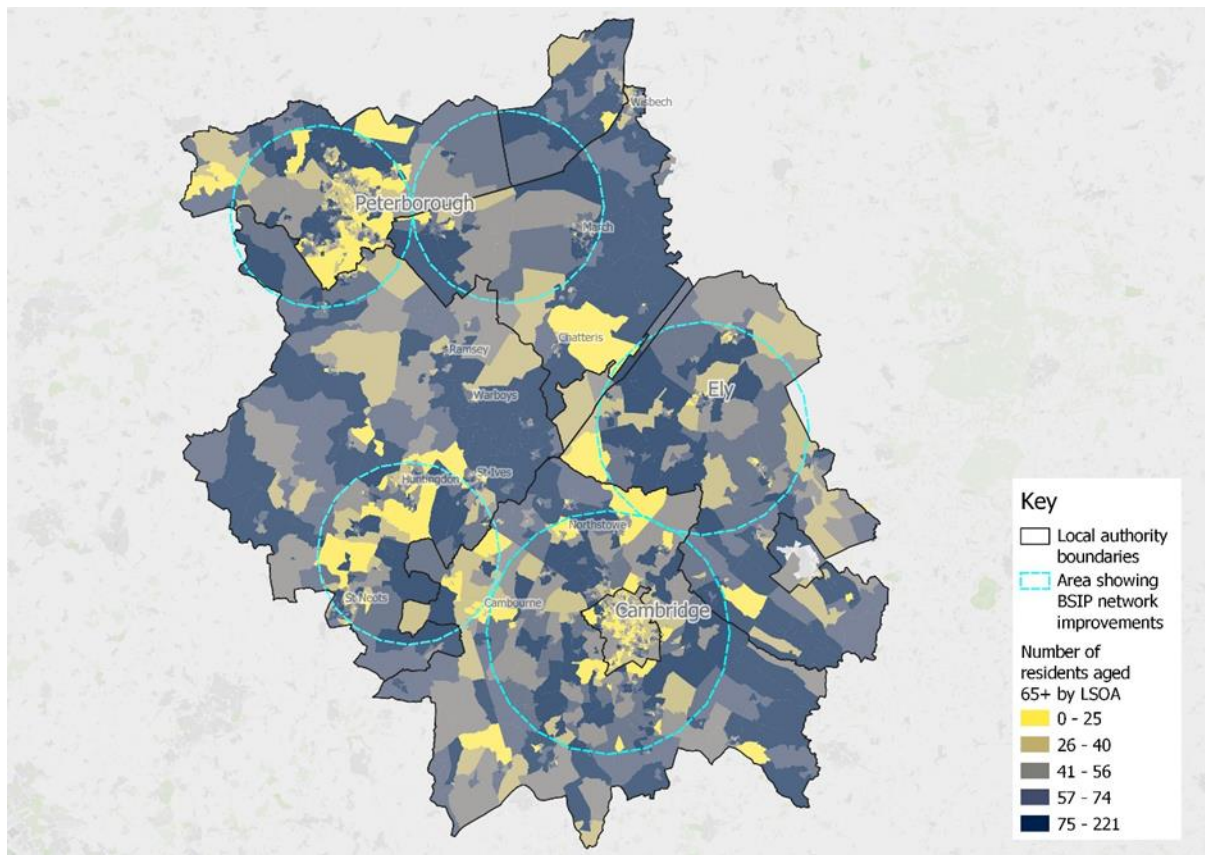 Wisbech
Peterborough
March
Chatteris
Ramsey
Ely
Warboys
St Ives
Huntingdon
Northstowe
St Neots
Cambourne
Cambridge
Key
Local authority
boundaries
Area showing
BSIP network
improvements
Number of
residents aged
65+ by LSOA
0 - 25
26 - 40
41 - 56
57 - 74
75 - 221